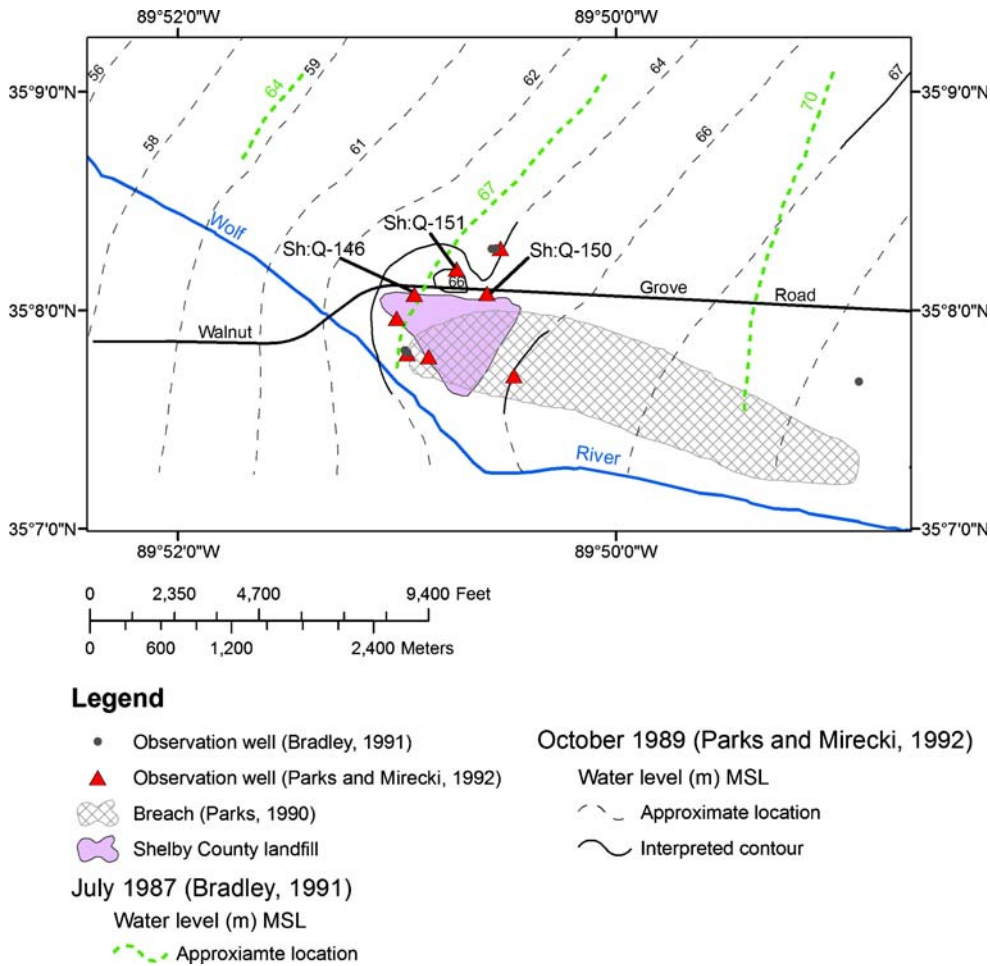 89°52'0"W 89°50'0"W
56 64 59 62 64 70 67
35°9'0"N 35°9'0"N
58 61 66
67
Wolf
Sh:Q-151
Sh:Q-146 Sh:Q-150
66
Grove Road
35°8'0"N 35°8'0"N
Walnut
River
35°7'0"N 35°7'0"N
89°52'0"W 89°50'0"W
0 2,350 4,700 9,400 Feet
0 600 1,200 2,400 Meters
Legend
Observation well (Bradley, 1991)
Observation well (Parks and Mirecki, 1992)
Breach (Parks, 1990)
Shelby County landfill
July 1987 (Bradley, 1991)
Water level (m) MSL
Approxiamte location
October 1989 (Parks and Mirecki, 1992)
Water level (m) MSL
Approximate location
Interpreted contour